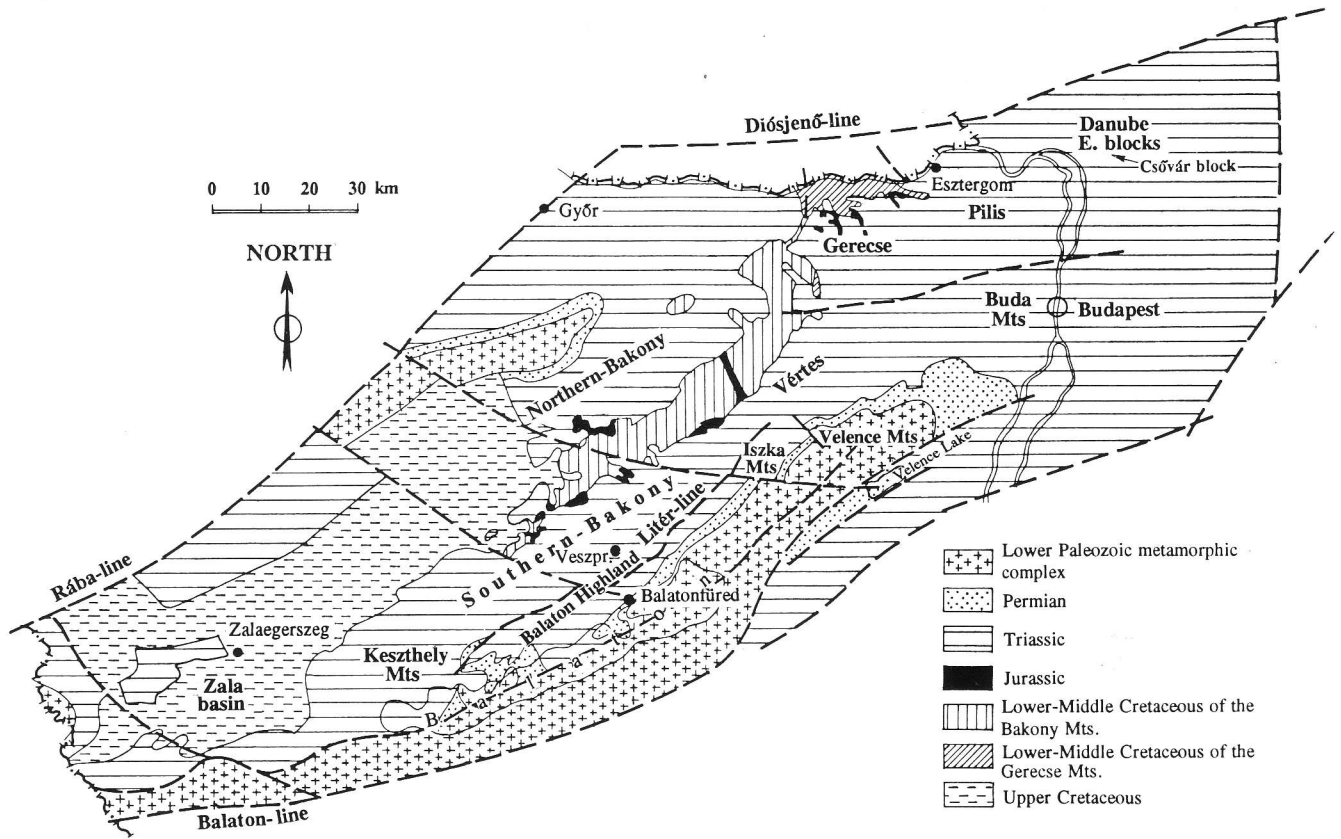 Diósjenő-line
Danube
E. blocks
Csővár block
0 10 20 30 km
Esztergom
Győr
Pilis
Gerecse
NORTH
Buda
Mts
Budapest
Northern-Bakony
Vértes
Velence Mts
Iszka
Mts
Velence Lake
Southern-Bakony
Litér-line
Veszpr.
Balaton Highland
Balatonfüred
Rába-line
Zalaegerszeg
Keszthely
Mts
Zala
basin
Balaton
Balaton-line
Lower Paleozoic metamorphic
complex
Permian
Triassic
Jurassic
Lower-Middle Cretaceous of the
Bakony Mts.
Lower-Middle Cretaceous of the
Gerecse Mts.
Upper Cretaceous